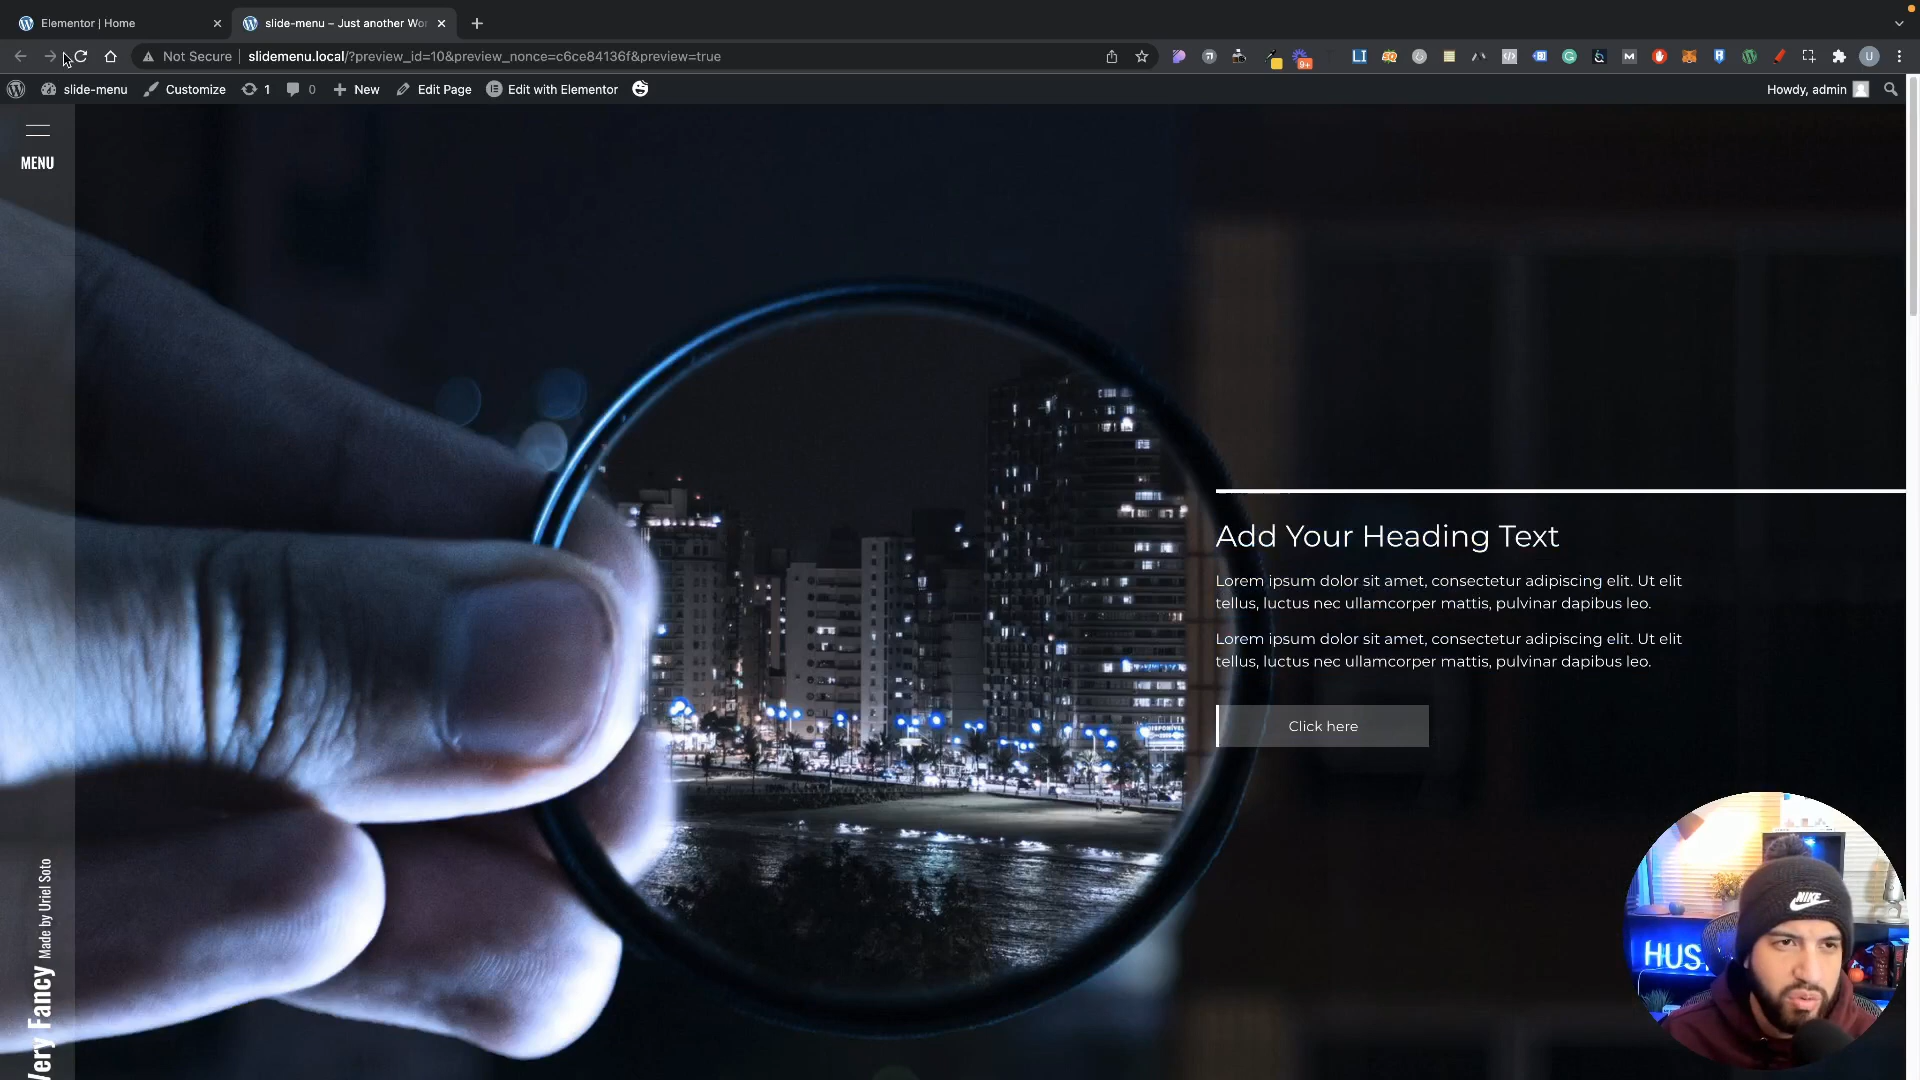 Elementor | Home
slide-menu – Just another Wor
Not Secure
slidemenu.local/?preview_id=10&preview_nonce=c6ce84136f&preview=true
9+
U
slide-menu
Customize
1
0
New
Edit Page
Edit with Elementor
Howdy, admin
MENU
Add Your Heading Text
Lorem ipsum dolor sit amet, consectetur adipiscing elit. Ut elit
tellus, luctus nec ullamcorper mattis, pulvinar dapibus leo.
Lorem ipsum dolor sit amet, consectetur adipiscing elit. Ut elit
tellus, luctus nec ullamcorper mattis, pulvinar dapibus leo.
Click here
Very Fancy Made by Uriel Soto
NIKE
HUS